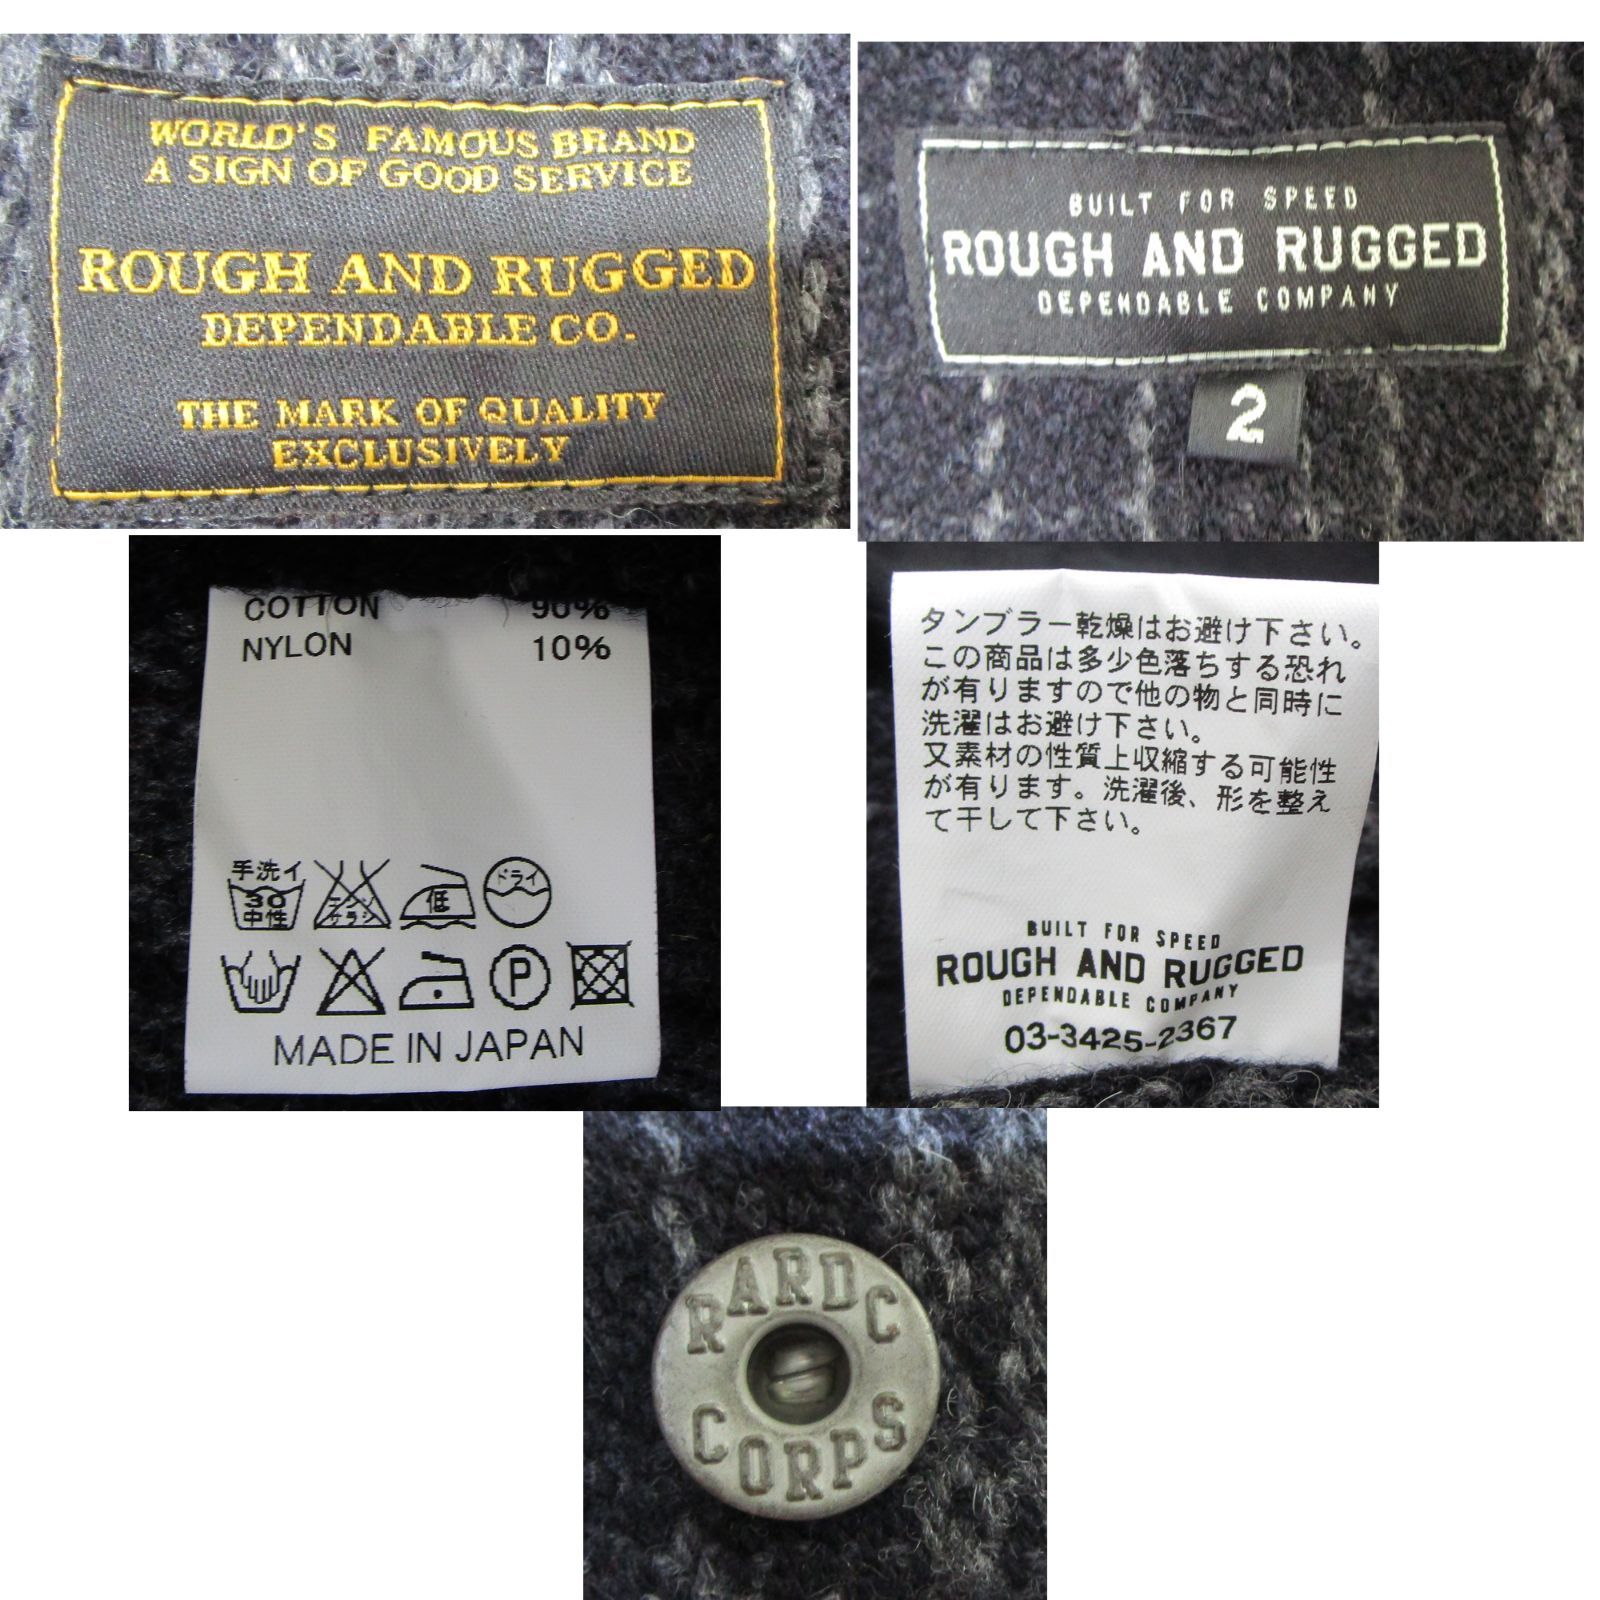 WORLD'S FAMOUS BRAND
A SIGN OF GOOD SERVICE
ROUGH AND RUGGED
DEPENDABLE CO.
THE MARK OF QUALITY
EXCLUSIVELY
BUILT FOR SPEED
ROUGH AND RUGGED
DEPENDABLE COMPANY
2
COTTON 90%
NYLON 10%
手洗イ
30
中性
エンソ
サラシ
低
ドライ
P
MADE IN JAPAN
タンブラー乾燥はお避け下さい。
この商品は多少色落ちする恐れ
が有りますので他の物と同時に
洗濯はお避け下さい。
又素材の性質上収縮する可能性
が有ります。洗濯後、形を整え
て干して下さい。
BUILT FOR SPEED
ROUGH AND RUGGED
DEPENDABLE COMPANY
03-3425-2367
RARDC
CORPS